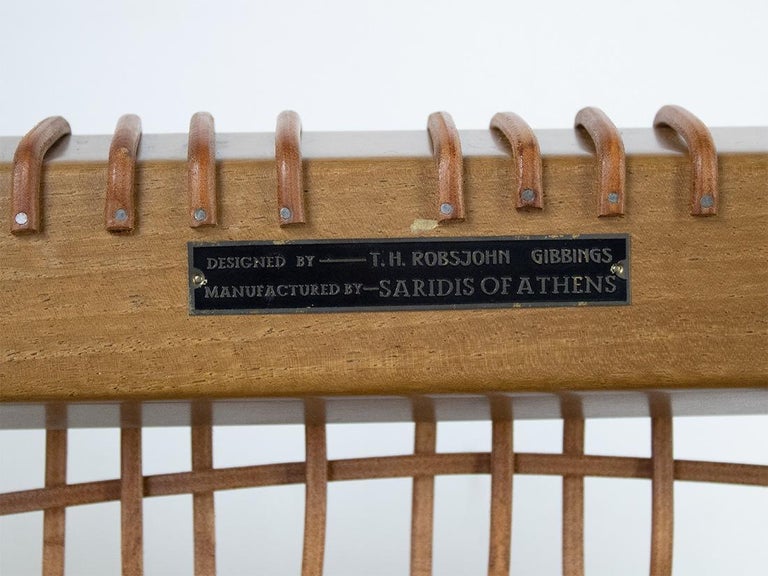 DESIGNED BY — T.H. ROBSJOHN GIBBINGS
MANUFACTURED BY — SARIDIS OF ATHENS